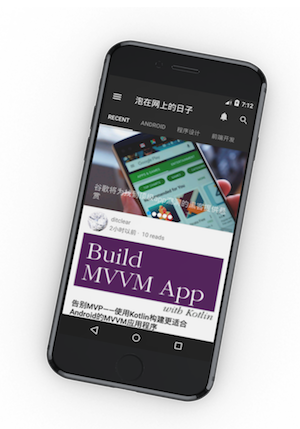 7:12
泡在网上的日子
RECENT ANDROID 程序设计 前端开发
谷歌将为
赏
ditclear
2小时以前 · 10 reads
Build
MVVM App
with Kotlin
告别MVP——使用Kotlin构建更适合
Android的MVVM应用程序